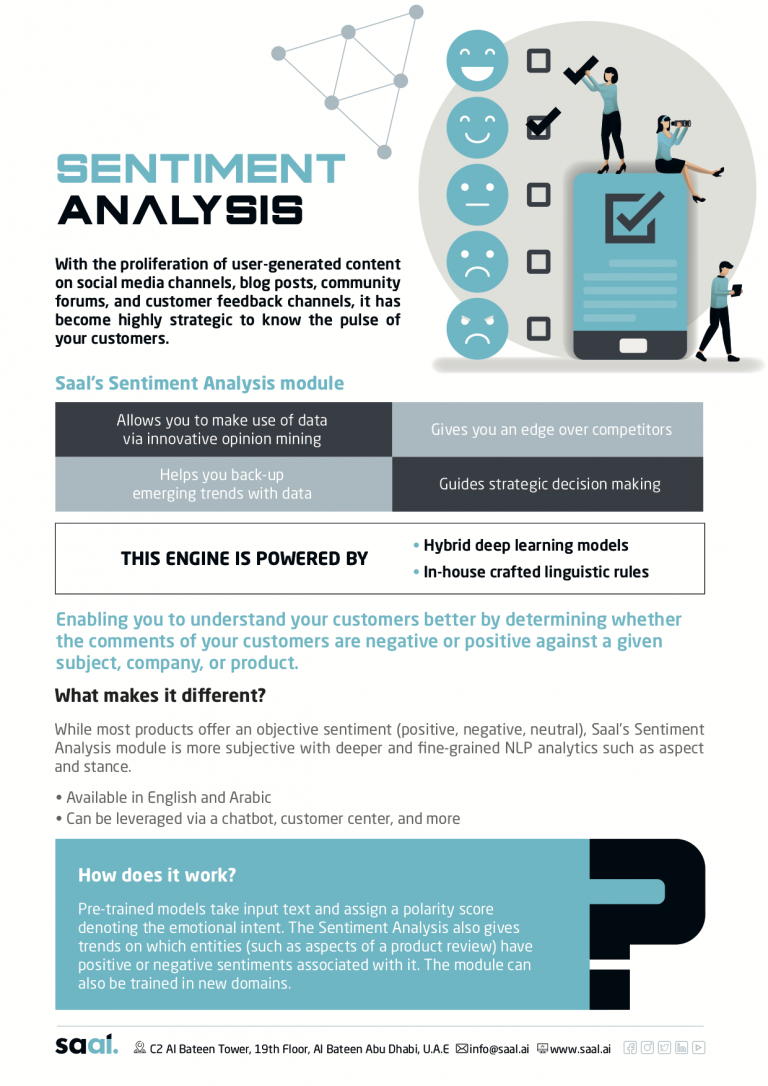 SENTIMENT
ANALYSIS
With the proliferation of user-generated content
on social media channels, blog posts, community
forums, and customer feedback channels, it has
become highly strategic to know the pulse of
your customers.
Saal's Sentiment Analysis module
Allows you to make use of data
via innovative opinion mining
Gives you an edge over competitors
Helps you back-up
emerging trends with data
Guides strategic decision making
THIS ENGINE IS POWERED BY
• Hybrid deep learning models
• In-house crafted linguistic rules
Enabling you to understand your customers better by determining whether
the comments of your customers are negative or positive against a given
subject, company, or product.
What makes it different?
While most products offer an objective sentiment (positive, negative, neutral), Saal's Sentiment
Analysis module is more subjective with deeper and fine-grained NLP analytics such as aspect
and stance.
• Available in English and Arabic
• Can be leveraged via a chatbot, customer center, and more
How does it work?
Pre-trained models take input text and assign a polarity score
denoting the emotional intent. The Sentiment Analysis also gives
trends on which entities (such as aspects of a product review) have
positive or negative sentiments associated with it. The module can
also be trained in new domains.
saal. C2 Al Bateen Tower, 19th Floor, Al Bateen Abu Dhabi, U.A.E info@saal.ai www.saal.ai